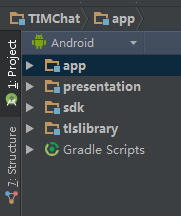 TIMChat app
Android
app
presentation
sdk
tlslibrary
Gradle Scripts
1: Project
7: Structure